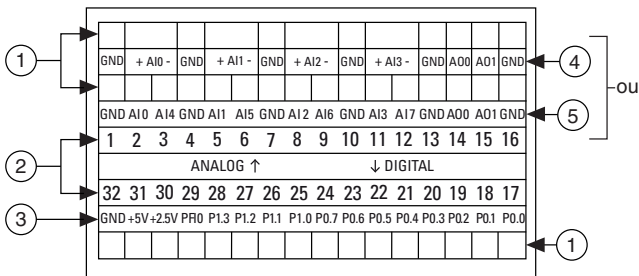 GND + AI0 - GND + AI1 - GND + AI2 - GND + AI3 - GND AO0 AO1 GND
GND AI0 AI4 GND AI1 AI5 GND AI2 AI6 GND AI3 AI7 GND AO0 AO1 GND
1 2 3 4 5 6 7 8 9 10 11 12 13 14 15 16
ANALOG ↑ ↓ DIGITAL
32 31 30 29 28 27 26 25 24 23 22 21 20 19 18 17
GND +5V +2.5V PFI0 P1.3 P1.2 P1.1 P1.0 P0.7 P0.6 P0.5 P0.4 P0.3 P0.2 P0.1 P0.0
1
2
3
4
5
ou
1